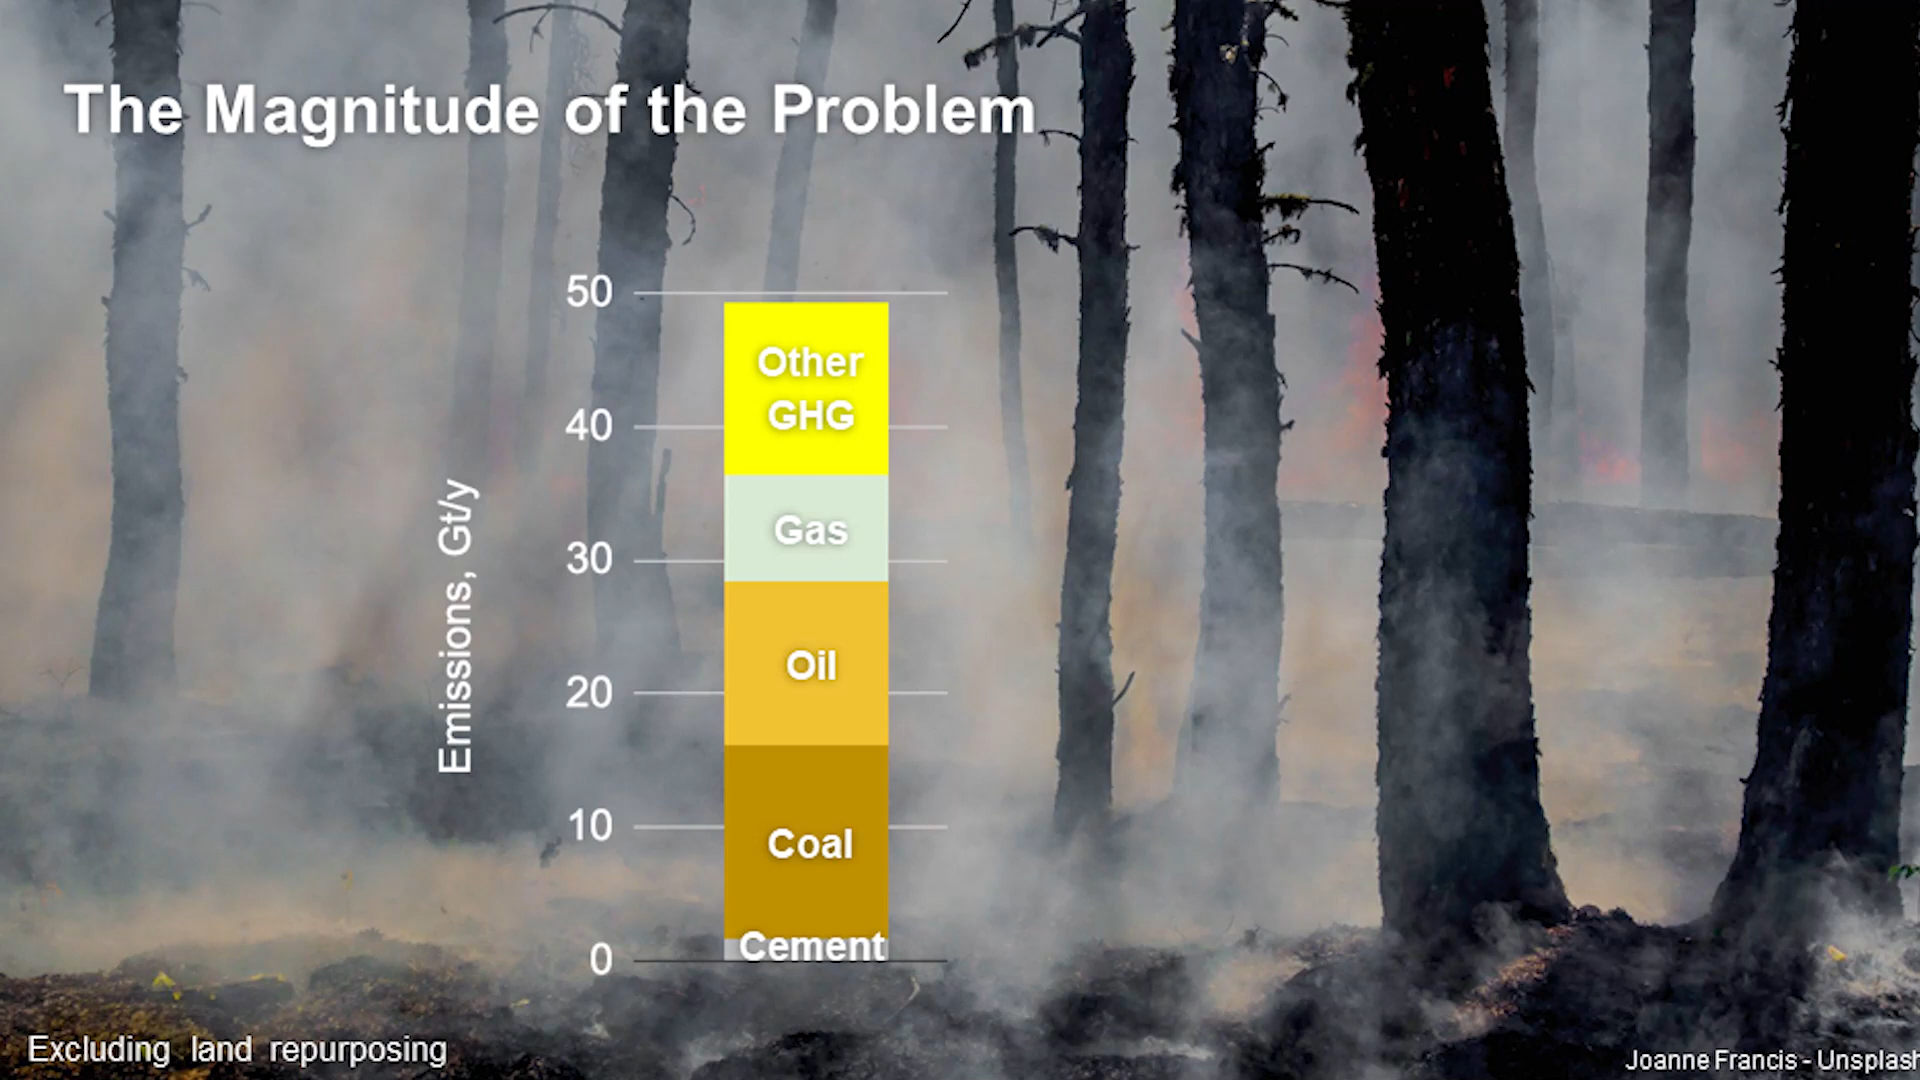 The Magnitude of the Problem
50
40
30
20
10
0
Emissions, Gt/y
Other
GHG
Gas
Oil
Coal
Cement
Excluding land repurposing
Joanne Francis - Unsplash